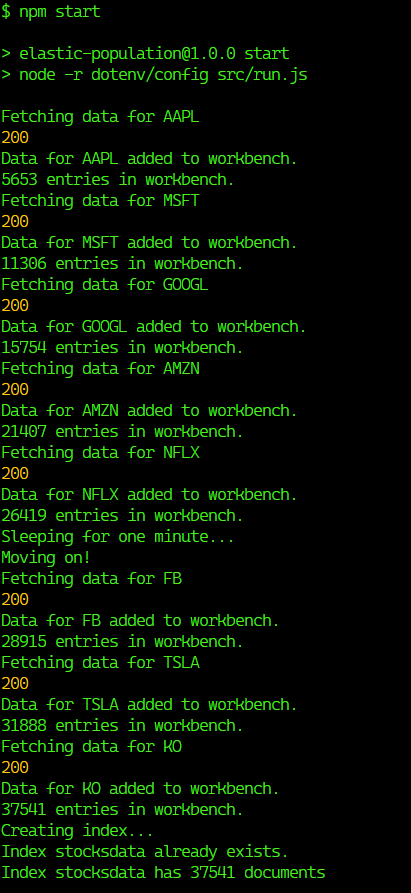 $ npm start
> elastic-population@1.0.0 start
> node -r dotenv/config src/run.js
Fetching data for AAPL
200
Data for AAPL added to workbench.
5653 entries in workbench.
Fetching data for MSFT
200
Data for MSFT added to workbench.
11306 entries in workbench.
Fetching data for GOOGL
200
Data for GOOGL added to workbench.
15754 entries in workbench.
Fetching data for AMZN
200
Data for AMZN added to workbench.
21407 entries in workbench.
Fetching data for NFLX
200
Data for NFLX added to workbench.
26419 entries in workbench.
Sleeping for one minute...
Moving on!
Fetching data for FB
200
Data for FB added to workbench.
28915 entries in workbench.
Fetching data for TSLA
200
Data for TSLA added to workbench.
31888 entries in workbench.
Fetching data for KO
200
Data for KO added to workbench.
37541 entries in workbench.
Creating index...
Index stocksdata already exists.
Index stocksdata has 37541 documents